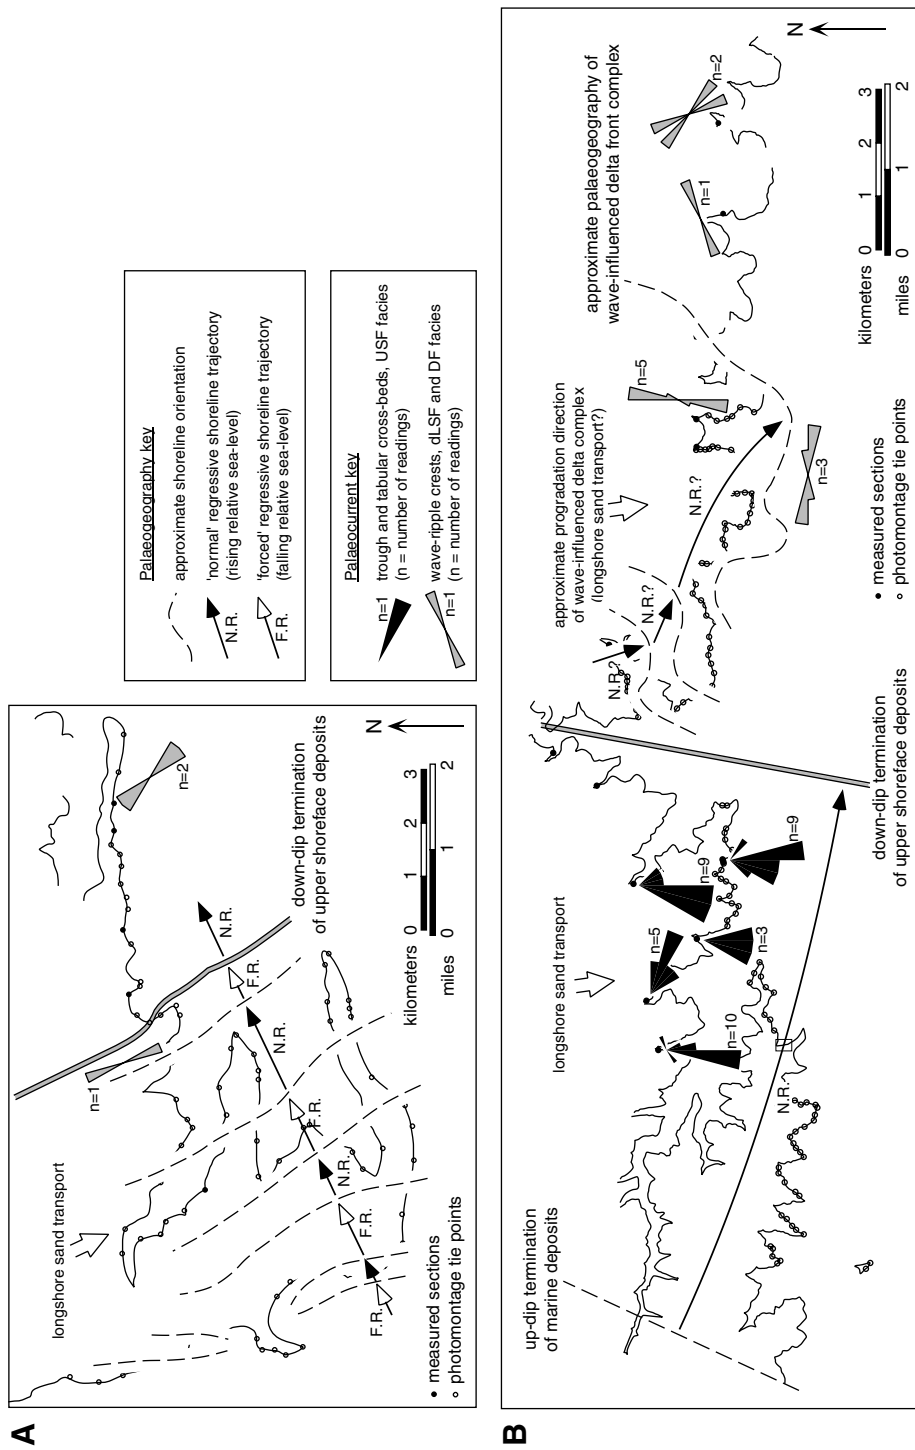 A
longshore sand transport
n=1
n=2
F.R.
F.R.
N.R.
F.R.
N.R.
F.R.
N.R.
down-dip termination
of upper shoreface deposits
N
kilometers
0 1 2 3
miles
0 1 2
measured sections
photomontage tie points
Palaeogeography key
approximate shoreline orientation
'normal' regressive shoreline trajectory
(rising relative sea-level)
N.R.
'forced' regressive shoreline trajectory
(falling relative sea-level)
F.R.
Palaeocurrent key
n=1
trough and tabular cross-beds, USF facies
(n = number of readings)
n=1
wave-ripple crests, dLSF and DF facies
(n = number of readings)
B
up-dip termination
of marine deposits
longshore sand transport
n=10
n=5
n=3
n=9
n=9
N.R.
down-dip termination
of upper shoreface deposits
approximate progradation direction
of wave-influenced delta complex
(longshore sand transport?)
N.R.?
N.R.?
N.R.?
n=5
n=3
approximate palaeogeography of
wave-influenced delta front complex
n=1
n=2
N
kilometers
0 1 2 3
miles
0 1 2
measured sections
photomontage tie points